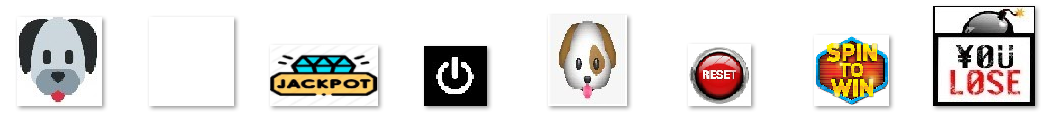 JACKPOT
RESET
SPIN
TO
WIN
¥0U
L0SE